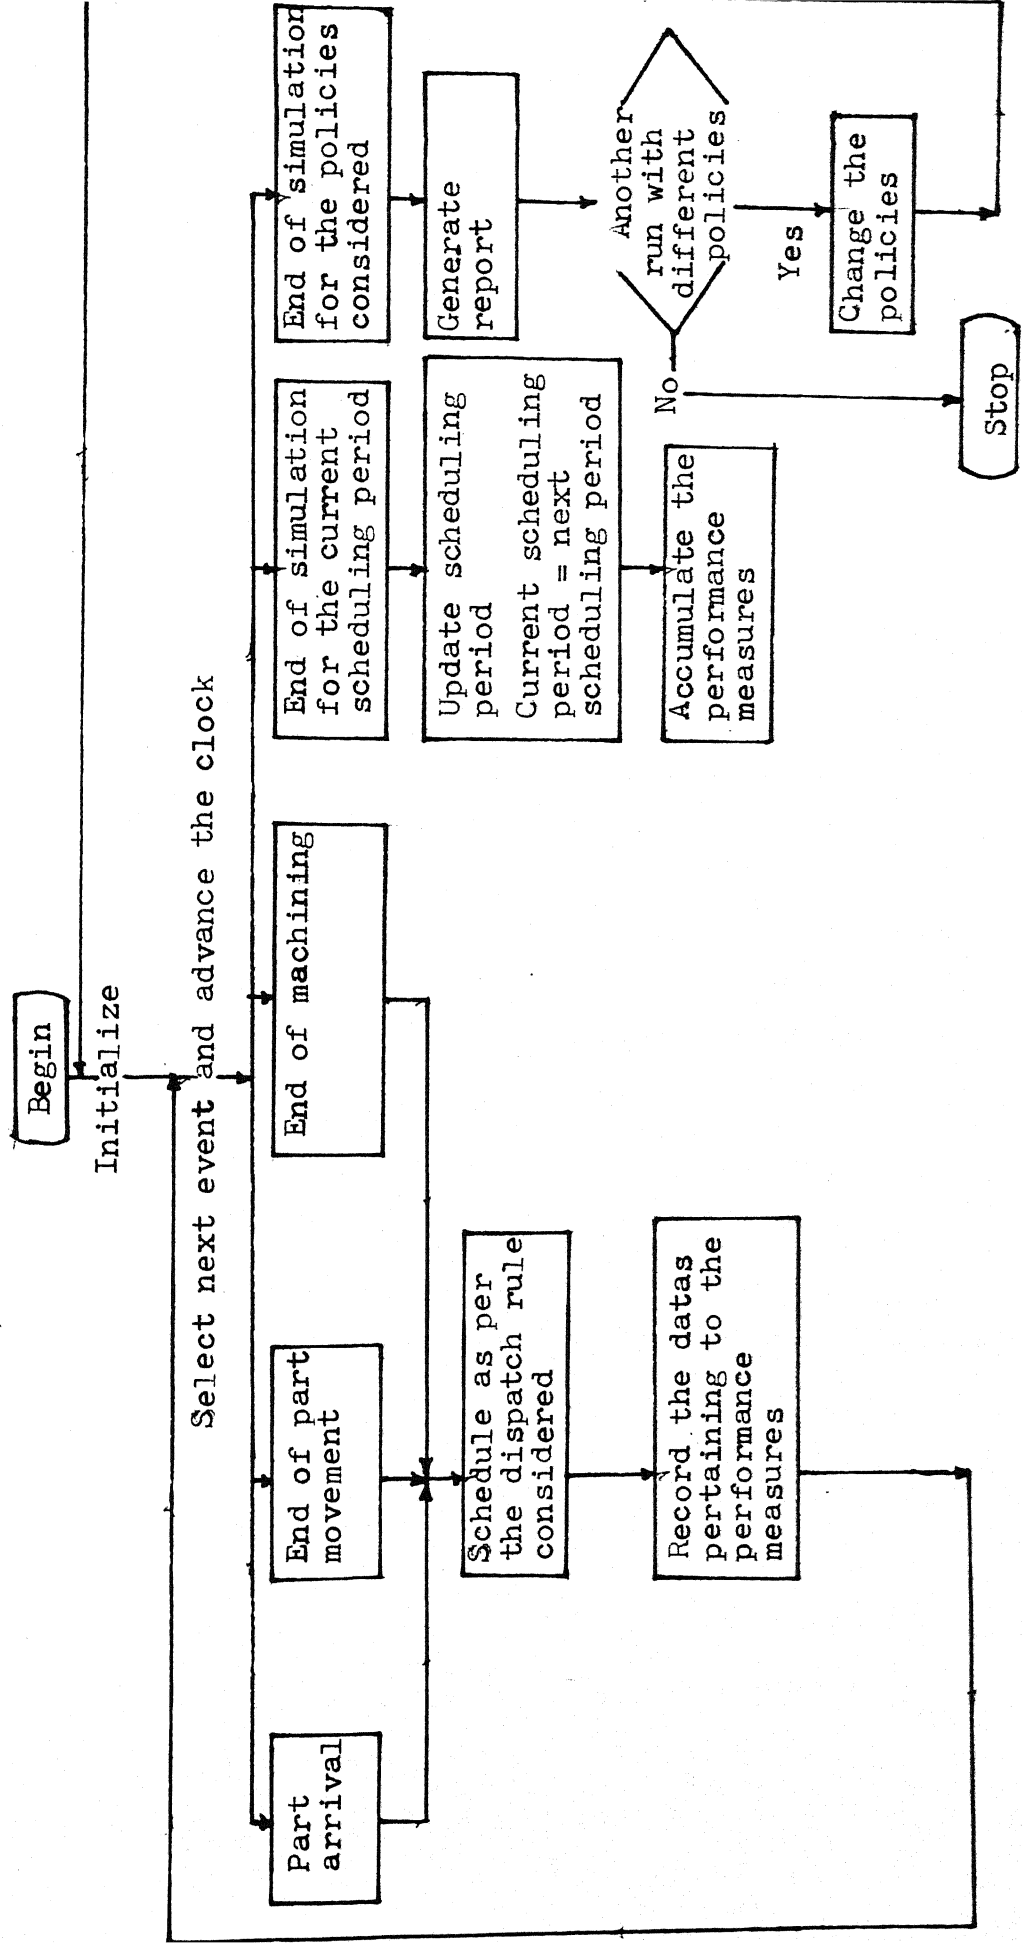 Begin
Initialize
Select next event and advance the clock
Part
arrival
End of part
movement
End of machining
End of simulation
for the current
scheduling period
End of simulation
for the policies
considered
Schedule as per
the dispatch rule
considered
Record the datas
pertaining to the
performance
measures
Update scheduling
period
Current scheduling
period = next
scheduling period
Accumulate the
performance
measures
Generate
report
Another
run with
different
policies
No
Yes
Change the
policies
Stop